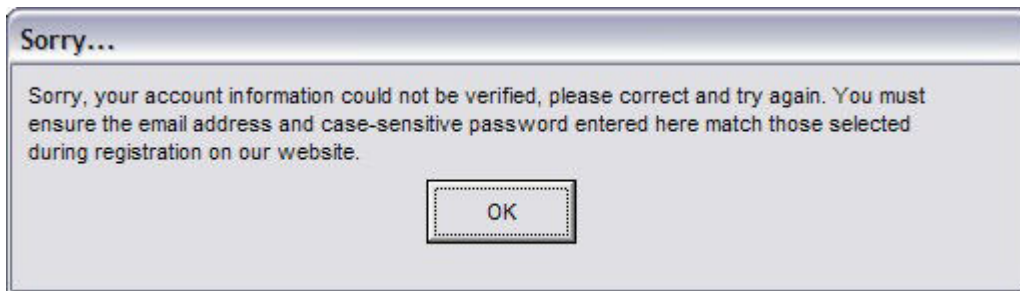 Sorry...
Sorry, your account information could not be verified, please correct and try again. You must
ensure the email address and case-sensitive password entered here match those selected
during registration on our website.
OK